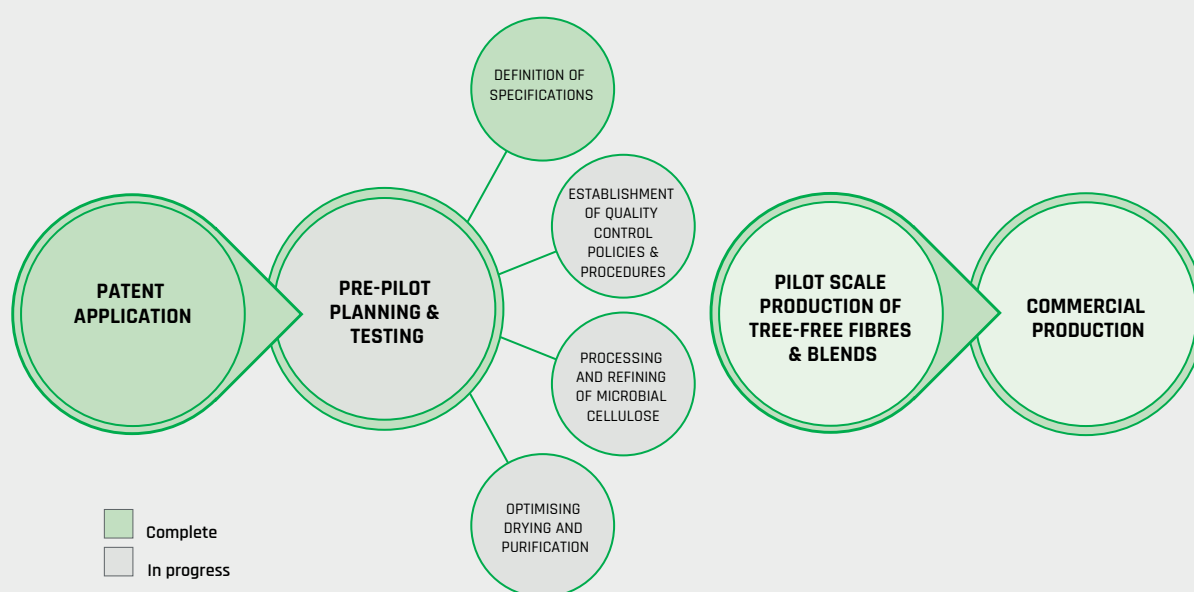 PATENT
APPLICATION
PRE-PILOT
PLANNING &
TESTING
DEFINITION OF
SPECIFICATIONS
ESTABLISHMENT
OF QUALITY
CONTROL
POLICIES &
PROCEDURES
PROCESSING
AND REFINING
OF MICROBIAL
CELLULOSE
OPTIMISING
DRYING AND
PURIFICATION
PILOT SCALE
PRODUCTION OF
TREE-FREE FIBRES
& BLENDS
COMMERCIAL
PRODUCTION
Complete
In progress